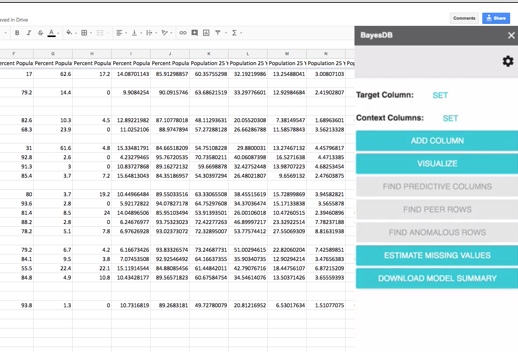 saved in Drive
Comments Share
B I S A
F G H I J K L M N
Percent Popula Percent Popula Percent Popula Percent Popula Percent Popula Population 25 Y Population 25 Y Population 25 Y Population 25 Y Pop
17 62.6 17.2 14.08701143 85.91298857 60.35755298 32.19219986 13.25488041 3.00807103
79.2 14.4 0 9.9084254 90.0915746 63.68621519 33.29776601 12.92984684 2.41902807
82.6 10.3 4.5 12.89221982 87.10778018 48.11293631 20.05520308 7.38149547 1.68963601
68.3 23.9 0 11.0252106 88.9747894 57.27288128 26.66286788 11.58578843 3.56213328
31 61.6 4.8 15.33481791 84.66518209 54.75108228 29.8800031 13.27467132 4.45796817
92.8 2.6 0 4.23279465 95.76720535 70.73580211 40.06087398 16.5271638 4.4713385
91.3 3 0 10.83727868 89.16272132 59.6698878 32.42752448 13.98707223 4.68253454
85.4 3.7 7.2 15.64813043 84.35186957 54.34307294 26.48021807 9.6569132 2.47603875
80 3.7 19.2 10.44966484 89.55033516 63.33065508 38.45515619 15.72899869 3.94582821
93.6 2.8 0 5.92172822 94.07827178 64.75297608 34.37036474 15.17133838 3.5655878
81.4 8.5 24 14.04896506 85.95103494 53.91393501 26.00106018 10.47260515 2.39460896
88.2 2.8 0 6.24676977 93.75323023 72.42277263 46.89907217 23.32922514 7.78237188
78.2 5.1 7.8 6.97626928 93.02373072 72.32895007 53.77574412 27.55069309 8.81631938
79.2 6.7 4.2 6.16673426 93.83326574 73.24687731 51.00294615 22.82060204 7.42589851
84.1 9.5 3.8 7.07453508 92.92546492 64.16637355 35.90340735 12.90294214 3.47656383
55.5 22.4 22.1 15.11914544 84.88085456 61.44842011 42.79076716 18.44756107 6.87215209
84.8 4.9 10.8 10.43428177 89.56571823 60.67584754 34.54614076 13.50371426 3.65559393
93.8 1.3 0 10.7316819 89.2683181 49.72780079 20.81216952 6.53017634 1.51077075
BayesDB
Target Column: SET
Context Columns: SET
ADD COLUMN
VISUALIZE
FIND PREDICTIVE COLUMNS
FIND PEER ROWS
FIND ANOMALOUS ROWS
ESTIMATE MISSING VALUES
DOWNLOAD MODEL SUMMARY